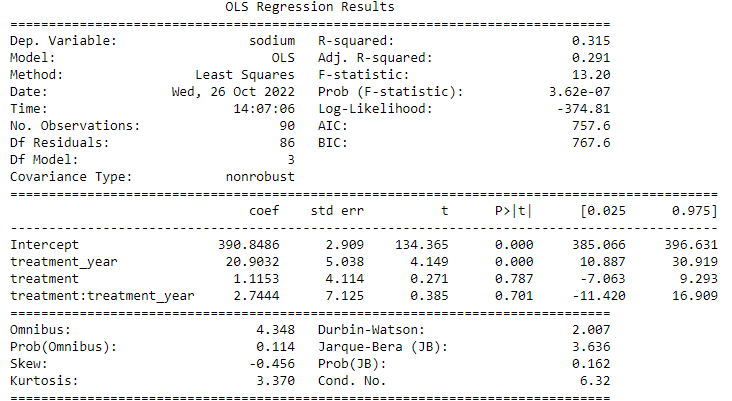 OLS Regression Results
==============================================================================
Dep. Variable:                 sodium   R-squared:                       0.315
Model:                            OLS   Adj. R-squared:                  0.291
Method:                 Least Squares   F-statistic:                     13.20
Date:                Wed, 26 Oct 2022   Prob (F-statistic):           3.62e-07
Time:                        14:07:06   Log-Likelihood:                -374.81
No. Observations:                  90   AIC:                             757.6
Df Residuals:                      86   BIC:                             767.6
Df Model:                           3
Covariance Type:            nonrobust
============================================================================================
                               coef    std err          t      P>|t|      [0.025      0.975]
--------------------------------------------------------------------------------------------
Intercept                  390.8486      2.909    134.365      0.000     385.066     396.631
treatment_year              20.9032      5.038      4.149      0.000      10.887      30.919
treatment                    1.1153      4.114      0.271      0.787      -7.063       9.293
treatment:treatment_year     2.7444      7.125      0.385      0.701     -11.420      16.909
==============================================================================
Omnibus:                        4.348   Durbin-Watson:                   2.007
Prob(Omnibus):                  0.114   Jarque-Bera (JB):                3.636
Skew:                          -0.456   Prob(JB):                        0.162
Kurtosis:                       3.370   Cond. No.                         6.32
==============================================================================